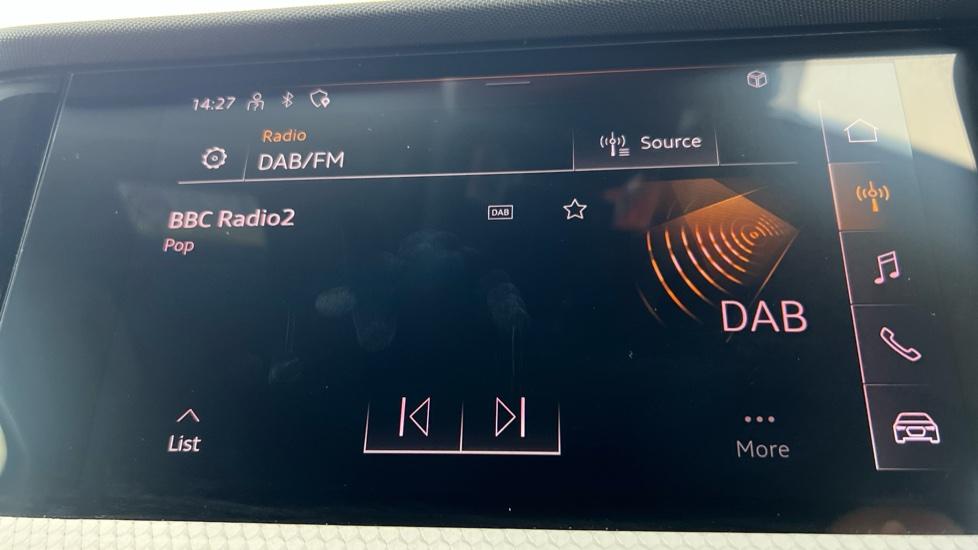 14:27
Radio
DAB/FM
Source
BBC Radio2
DAB
Pop
DAB
List
More